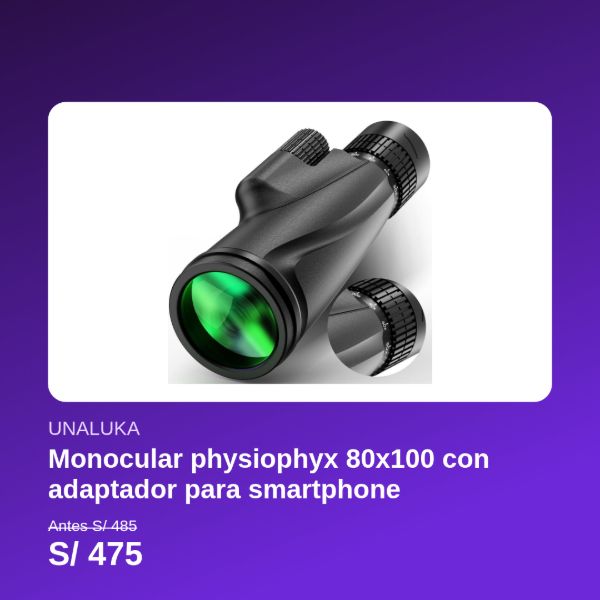 UNALUKA
Monocular physiophyx 80x100 con
adaptador para smartphone
Antes S/ 485
S/ 475